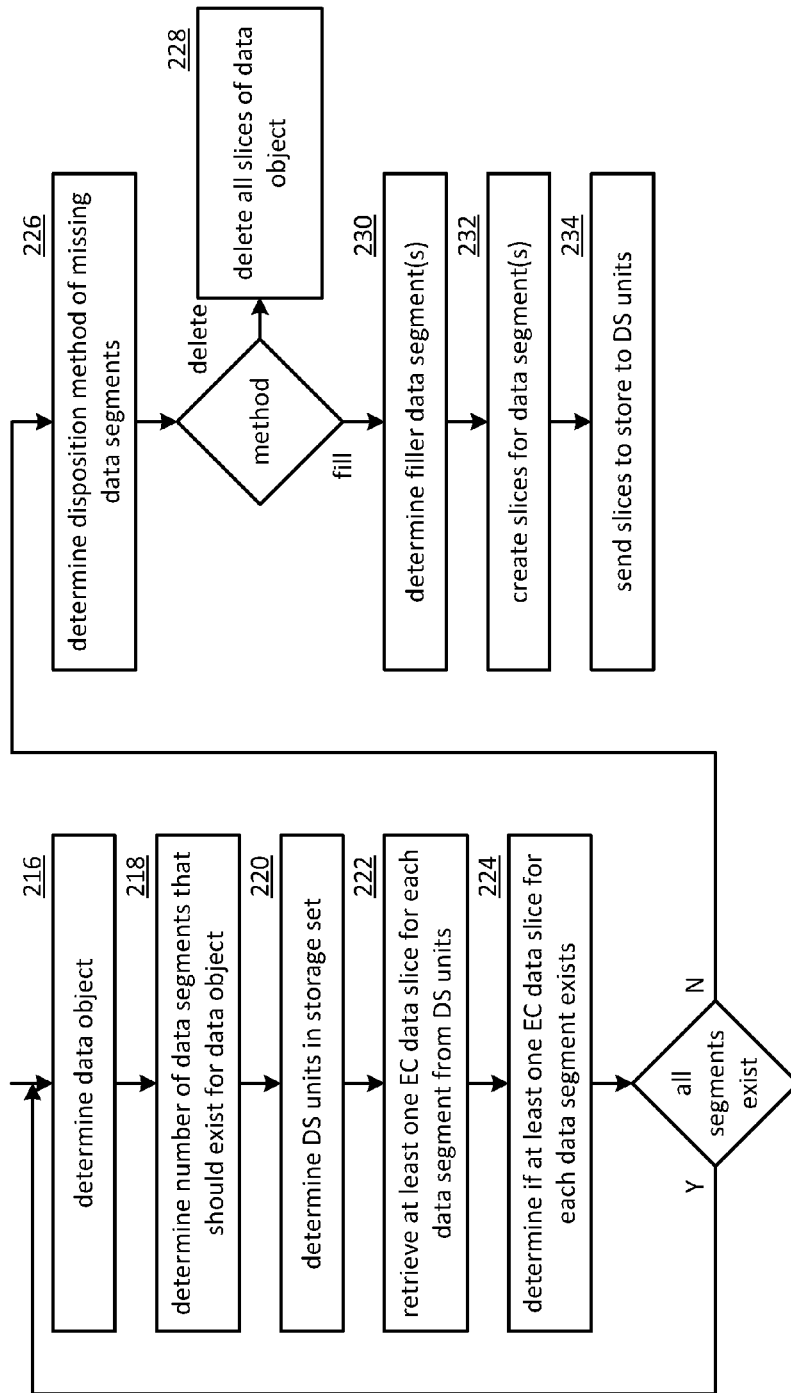 216
determine data object
218
determine number of data segments that
should exist for data object
220
determine DS units in storage set
222
retrieve at least one EC data slice for each
data segment from DS units
224
determine if at least one EC data slice for
each data segment exists
Y
all
segments
exist
N
226
determine disposition method of missing
data segments
method
delete
228
delete all slices of data
object
fill
230
determine filler data segment(s)
232
create slices for data segment(s)
234
send slices to store to DS units